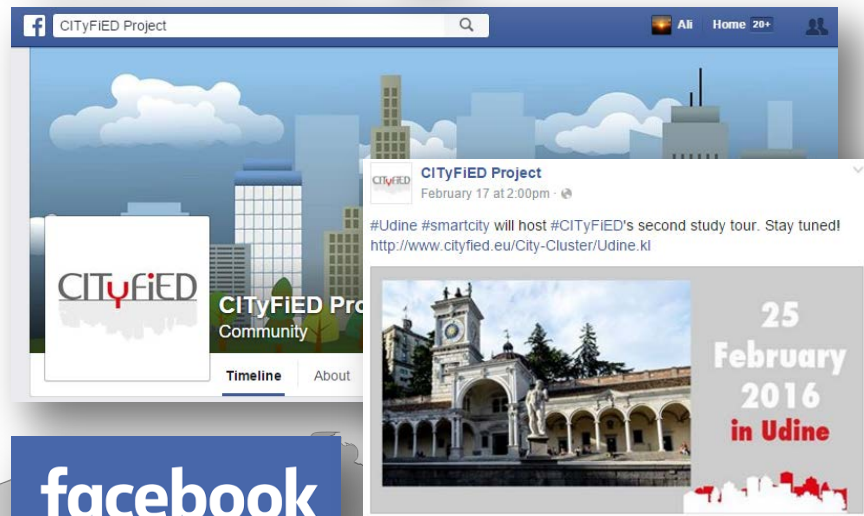 CITyFiED Project
Ali Home 20+
CITyFiED
CITyFiED
Community
Timeline About
CITyFiED
CITyFiED Project
February 17 at 2:00pm ·
#Udine #smartcity will host #CITyFiED's second study tour. Stay tuned!
http://www.cityfied.eu/City-Cluster/Udine.kl
25
February
2016
in Udine
facebook